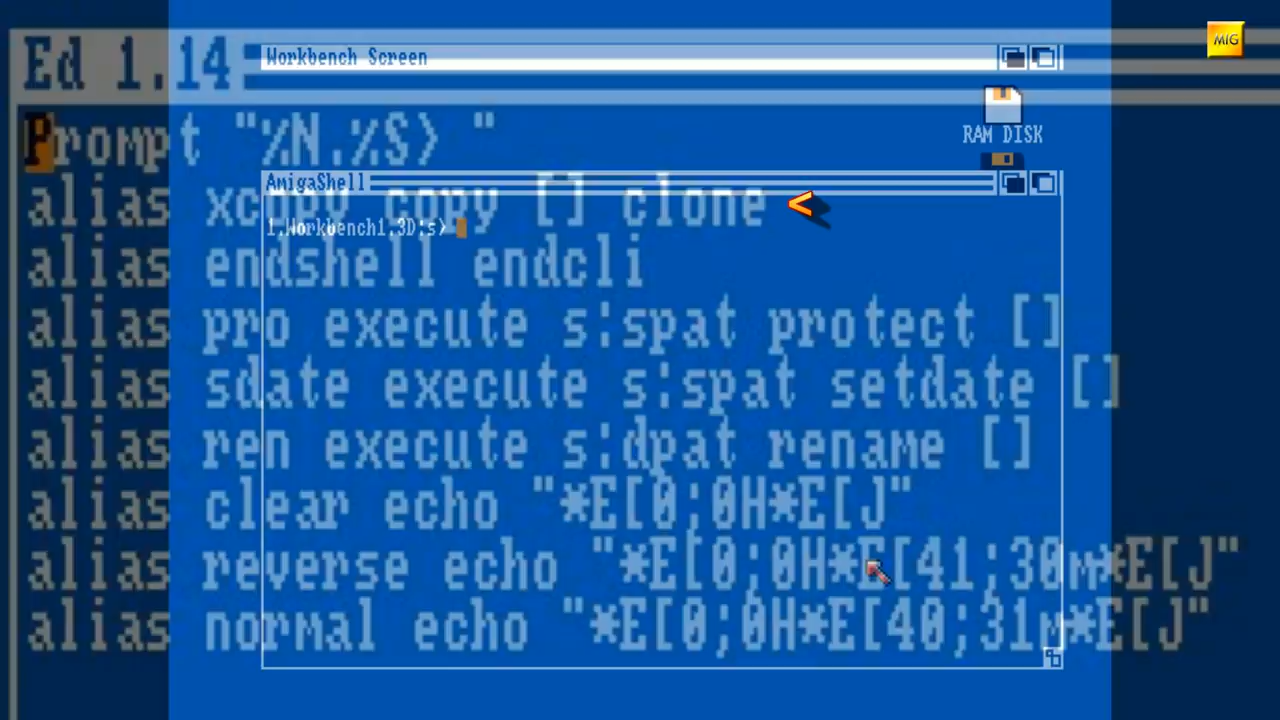 MIG
Workbench Screen
Ed 1.14
RAM DISK
Prompt "%N.%S> "
AmigaShell
alias xcopy copy [] clone <
1.Workbench1.3D:s>
alias endshell endcli
alias pro execute s:spat protect []
alias sdate execute s:spat setdate []
alias ren execute s:dpat rename []
alias clear echo "*E[0;0H*E[J"
alias reverse echo "*E[0;0H*E[41;30m*E[J"
alias normal echo "*E[0;0H*E[40;31m*E[J"